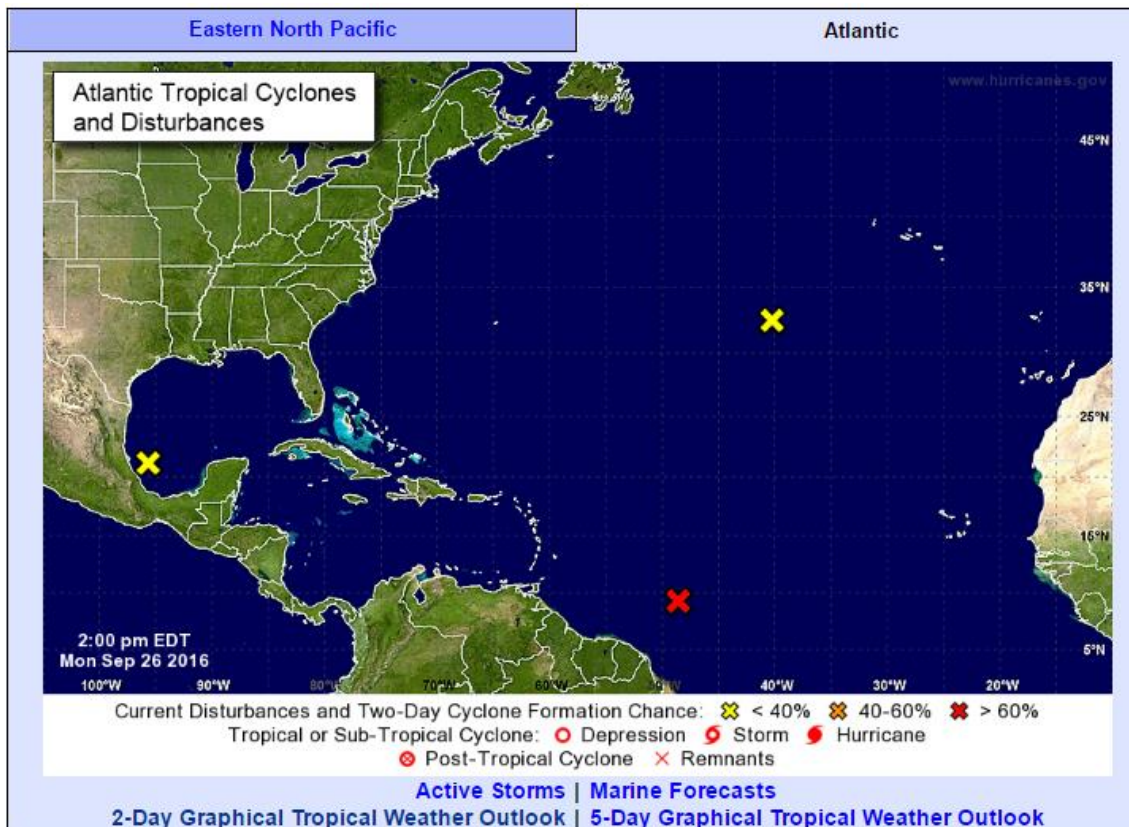 Eastern North Pacific
Atlantic
Atlantic Tropical Cyclones
and Disturbances
www.hurricanes.gov
45°N
35°N
25°N
15°N
5°N
2:00 pm EDT
Mon Sep 26 2016
100°W 90°W 80°W 70°W 60°W 50°W 40°W 30°W 20°W
Current Disturbances and Two-Day Cyclone Formation Chance: < 40% 40-60% > 60%
Tropical or Sub-Tropical Cyclone: Depression Storm Hurricane
Post-Tropical Cyclone Remnants
Active Storms | Marine Forecasts
2-Day Graphical Tropical Weather Outlook | 5-Day Graphical Tropical Weather Outlook